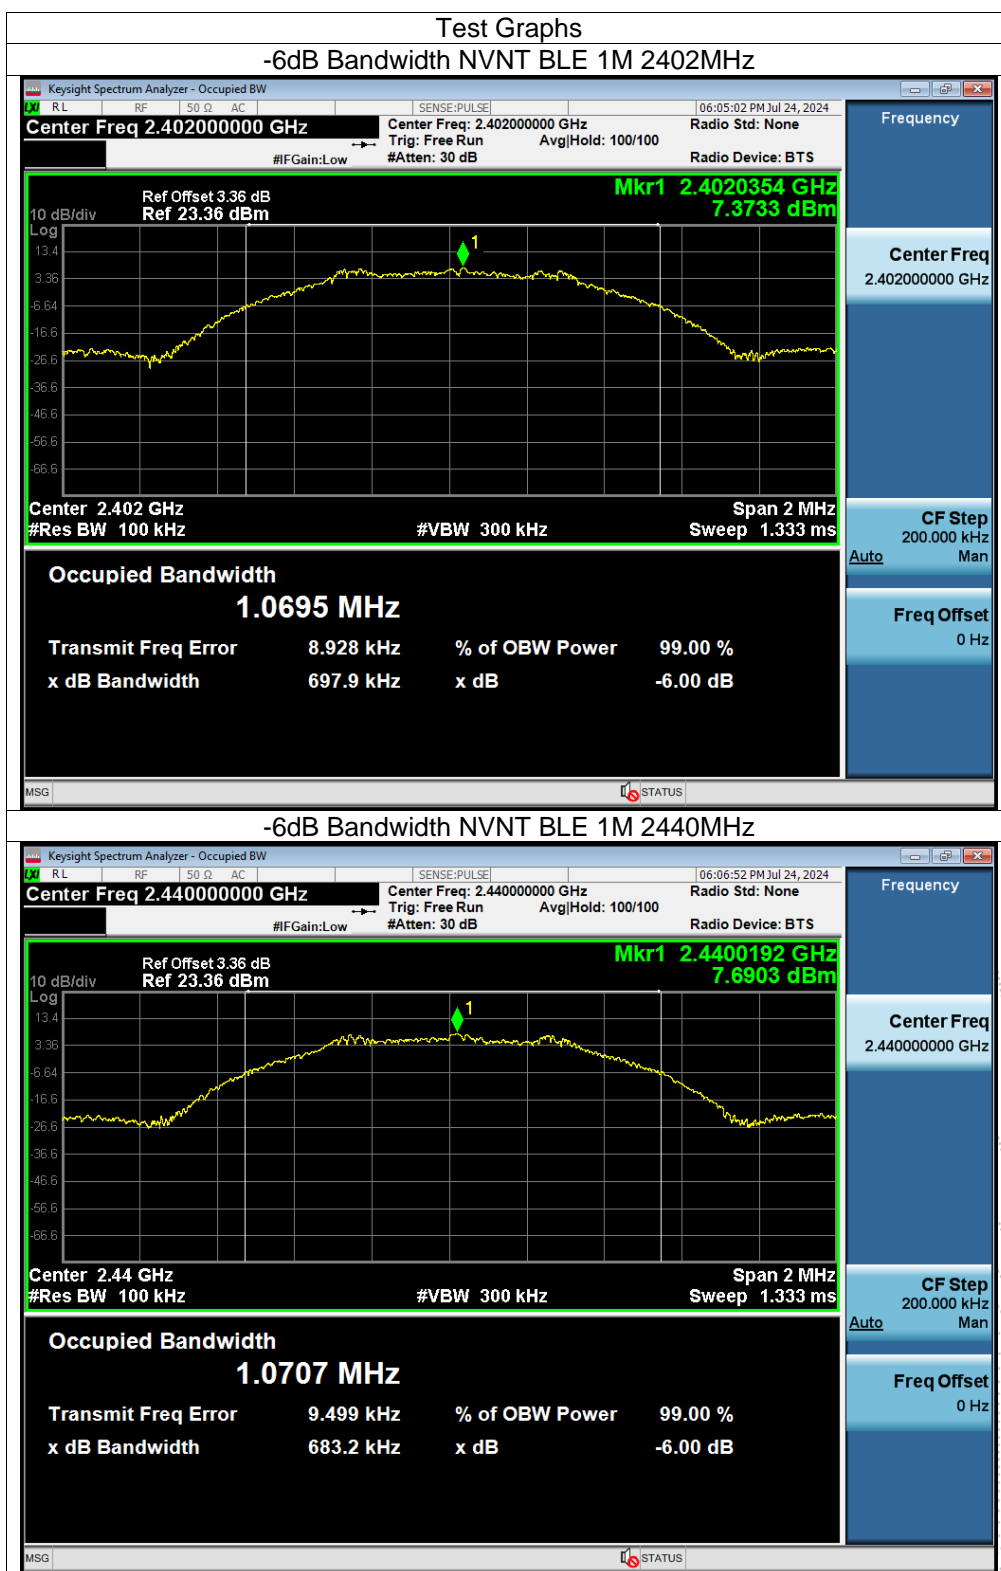 Test Graphs
-6dB Bandwidth NVNT BLE 1M 2402MHz
Keysight Spectrum Analyzer - Occupied BW
LXI RL RF 50 Ω AC SENSE:PULSE 06:05:02 PM Jul 24, 2024
Center Freq 2.402000000 GHz
Center Freq: 2.402000000 GHz
Radio Std: None
Trig: Free Run Avg|Hold: 100/100
#IFGain:Low #Atten: 30 dB Radio Device: BTS
Frequency
Mkr1 2.4020354 GHz
7.3733 dBm
Ref Offset 3.36 dB
10 dB/div Ref 23.36 dBm
Log
13.4
3.36
-6.64
-16.6
-26.6
-36.6
-46.6
-56.6
-66.6
1
Center 2.402 GHz Span 2 MHz
#Res BW 100 kHz #VBW 300 kHz Sweep 1.333 ms
Center Freq
2.402000000 GHz
CF Step
200.000 kHz
Auto Man
Freq Offset
0 Hz
Occupied Bandwidth
1.0695 MHz
Transmit Freq Error 8.928 kHz % of OBW Power 99.00 %
x dB Bandwidth 697.9 kHz x dB -6.00 dB
MSG STATUS
-6dB Bandwidth NVNT BLE 1M 2440MHz
Keysight Spectrum Analyzer - Occupied BW
LXI RL RF 50 Ω AC SENSE:PULSE 06:06:52 PM Jul 24, 2024
Center Freq 2.440000000 GHz
Center Freq: 2.440000000 GHz
Radio Std: None
Trig: Free Run Avg|Hold: 100/100
#IFGain:Low #Atten: 30 dB Radio Device: BTS
Frequency
Mkr1 2.4400192 GHz
7.6903 dBm
Ref Offset 3.36 dB
10 dB/div Ref 23.36 dBm
Log
13.4
3.36
-6.64
-16.6
-26.6
-36.6
-46.6
-56.6
-66.6
1
Center 2.44 GHz Span 2 MHz
#Res BW 100 kHz #VBW 300 kHz Sweep 1.333 ms
Center Freq
2.440000000 GHz
CF Step
200.000 kHz
Auto Man
Freq Offset
0 Hz
Occupied Bandwidth
1.0707 MHz
Transmit Freq Error 9.499 kHz % of OBW Power 99.00 %
x dB Bandwidth 683.2 kHz x dB -6.00 dB
MSG STATUS